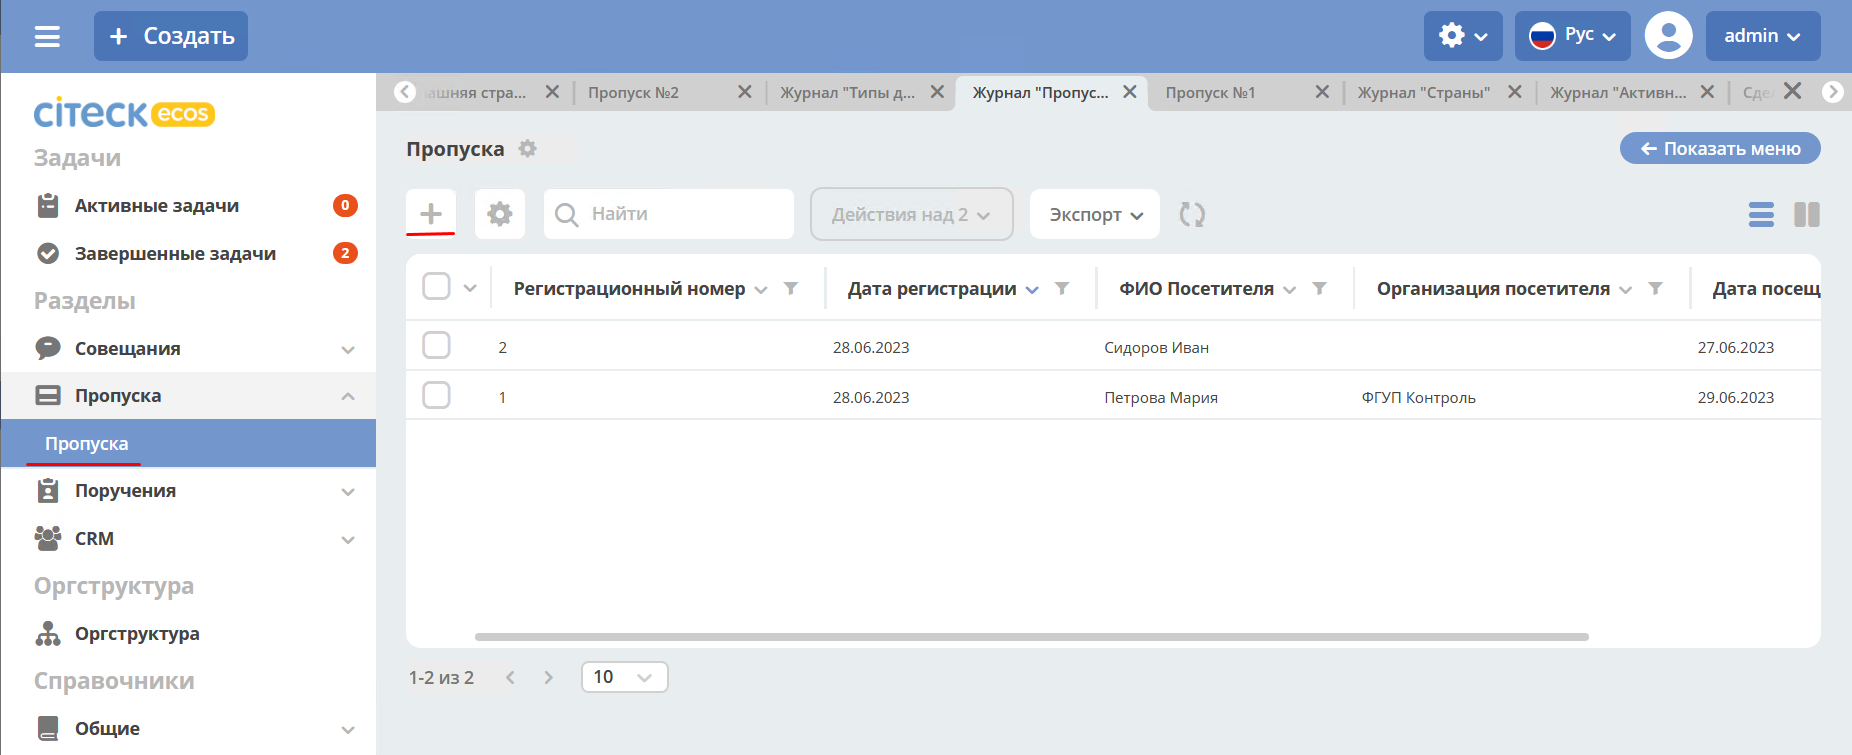 Создать
Рус
admin
citeck ecos
ашняя стра...
Пропуск №2
Журнал "Типы д...
Журнал "Пропус...
Пропуск №1
Журнал "Страны"
Журнал "Активн...
Сде
Задачи
Активные задачи 0
Завершенные задачи 2
Разделы
Совещания
Пропуска
Пропуска
Поручения
CRM
Оргструктура
Оргструктура
Справочники
Общие
Пропуска
Показать меню
Найти
Действия над 2
Экспорт
Регистрационный номер Дата регистрации ФИО Посетителя Организация посетителя Дата посещ
2 28.06.2023 Сидоров Иван 27.06.2023
1 28.06.2023 Петрова Мария ФГУП Контроль 29.06.2023
1-2 из 2
10